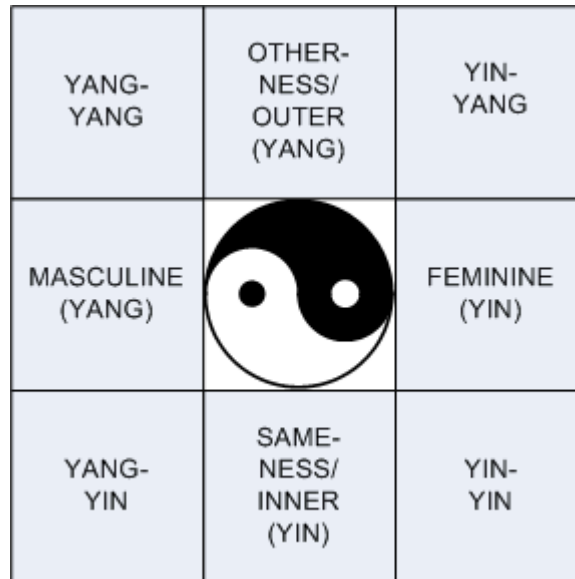 YANG-
YANG
OTHER-
NESS/
OUTER
(YANG)
YIN-
YANG
MASCULINE
(YANG)
FEMININE
(YIN)
YANG-
YIN
SAME-
NESS/
INNER
(YIN)
YIN-
YIN